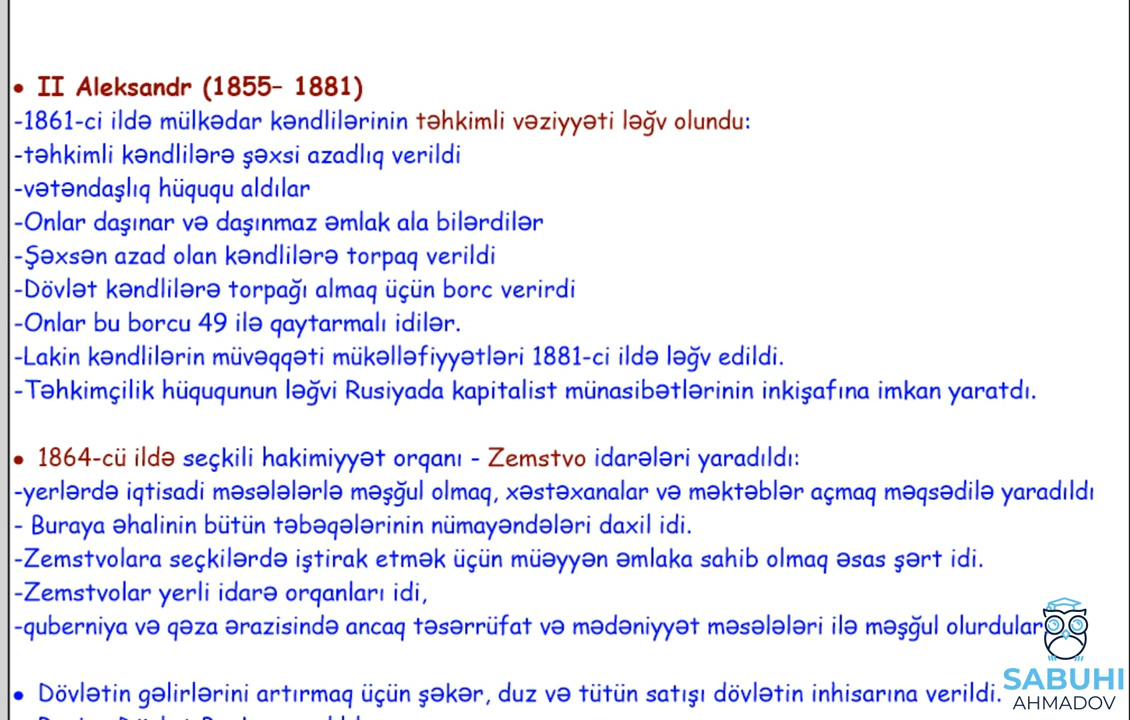 • II Aleksandr (1855– 1881)
-1861-ci ildə mülkədar kəndlilərinin təhkimli vəziyyəti ləğv olundu:
-təhkimli kəndlilərə şəxsi azadlıq verildi
-vətəndaşlıq hüququ aldılar
-Onlar daşınar və daşınmaz əmlak ala bilərdilər
-Şəxsən azad olan kəndlilərə torpaq verildi
-Dövlət kəndlilərə torpağı almaq üçün borc verirdi
-Onlar bu borcu 49 ilə qaytarmalı idilər.
-Lakin kəndlilərin müvəqqəti mükəlləfiyyətləri 1881-ci ildə ləğv edildi.
-Təhkimçilik hüququnun ləğvi Rusiyada kapitalist münasibətlərinin inkişafına imkan yaratdı.
• 1864-cü ildə seçkili hakimiyyət orqanı - Zemstvo idarələri yaradıldı:
-yerlərdə iqtisadi məsələlərlə məşğul olmaq, xəstəxanalar və məktəblər açmaq məqsədilə yaradıldı
- Buraya əhalinin bütün təbəqələrinin nümayəndələri daxil idi.
-Zemstvolara seçkilərdə iştirak etmək üçün müəyyən əmlaka sahib olmaq əsas şərt idi.
-Zemstvolar yerli idarə orqanları idi,
-quberniya və qəza ərazisində ancaq təsərrüfat və mədəniyyət məsələləri ilə məşğul olurdular
• Dövlətin gəlirlərini artırmaq üçün şəkər, duz və tütün satışı dövlətin inhisarına verildi.
SABUHI
AHMADOV